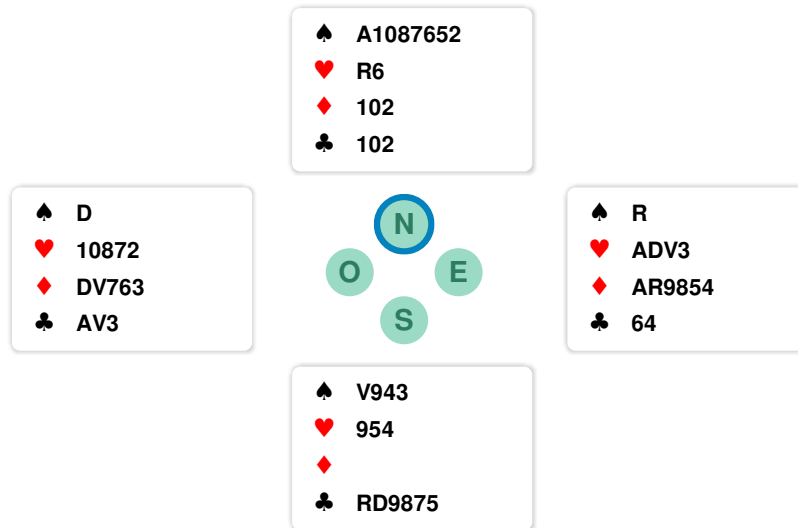 ♠ A1087652
♥ R6
♦ 102
♣ 102
♠ D
♥ 10872
♦ DV763
♣ AV3
N
O E
S
♠ R
♥ ADV3
♦ AR9854
♣ 64
♠ V943
♥ 954
♦
♣ RD9875